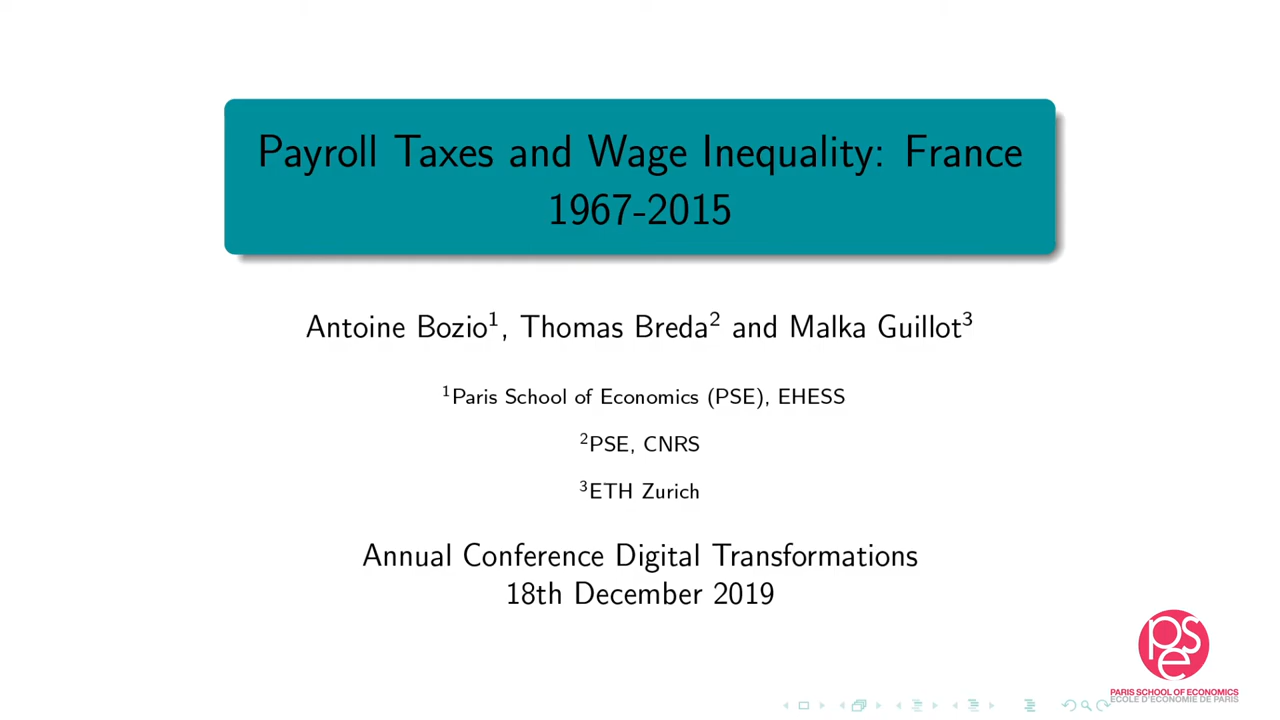 Payroll Taxes and Wage Inequality: France
1967-2015
Antoine Bozio¹, Thomas Breda² and Malka Guillot³
¹Paris School of Economics (PSE), EHESS
²PSE, CNRS
³ETH Zurich
Annual Conference Digital Transformations
18th December 2019
pse
PARIS SCHOOL OF ECONOMICS
ECOLE D'ECONOMIE DE PARIS